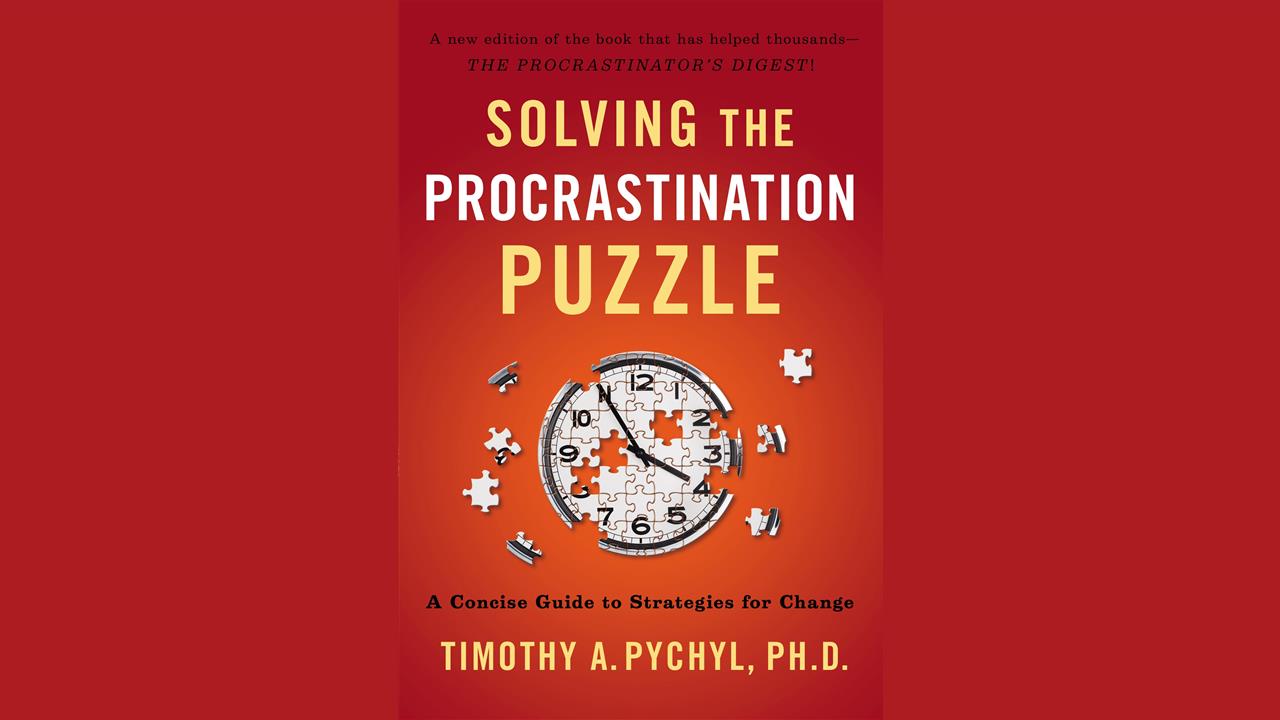 A new edition of the book that has helped thousands—
THE PROCRASTINATOR'S DIGEST!
SOLVING THE
PROCRASTINATION
PUZZLE
12
1
2
3
4
5
6
7
9
10
A Concise Guide to Strategies for Change
TIMOTHY A. PYCHYL, PH.D.